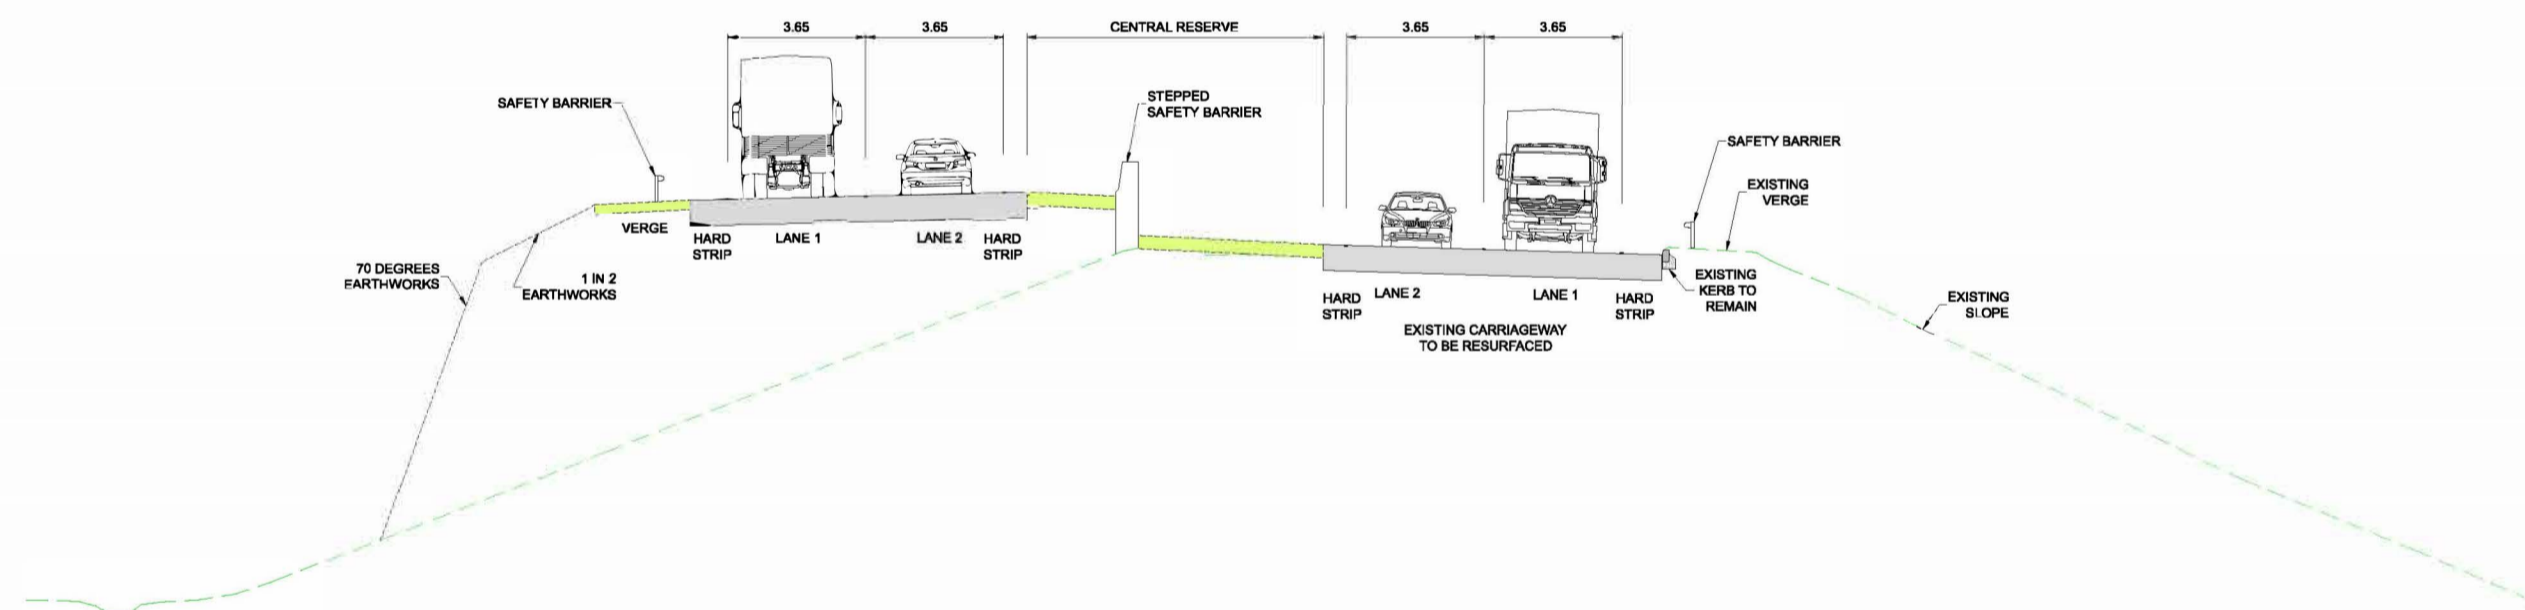 3.65
3.65
CENTRAL RESERVE
3.65
3.65
SAFETY BARRIER
STEPPED
SAFETY BARRIER
SAFETY BARRIER
EXISTING
VERGE
VERGE
HARD
STRIP
LANE 1
LANE 2
HARD
STRIP
70 DEGREES
EARTHWORKS
1 IN 2
EARTHWORKS
HARD
STRIP
LANE 2
LANE 1
HARD
STRIP
EXISTING
KERB TO
REMAIN
EXISTING
SLOPE
EXISTING CARRIAGEWAY
TO BE RESURFACED